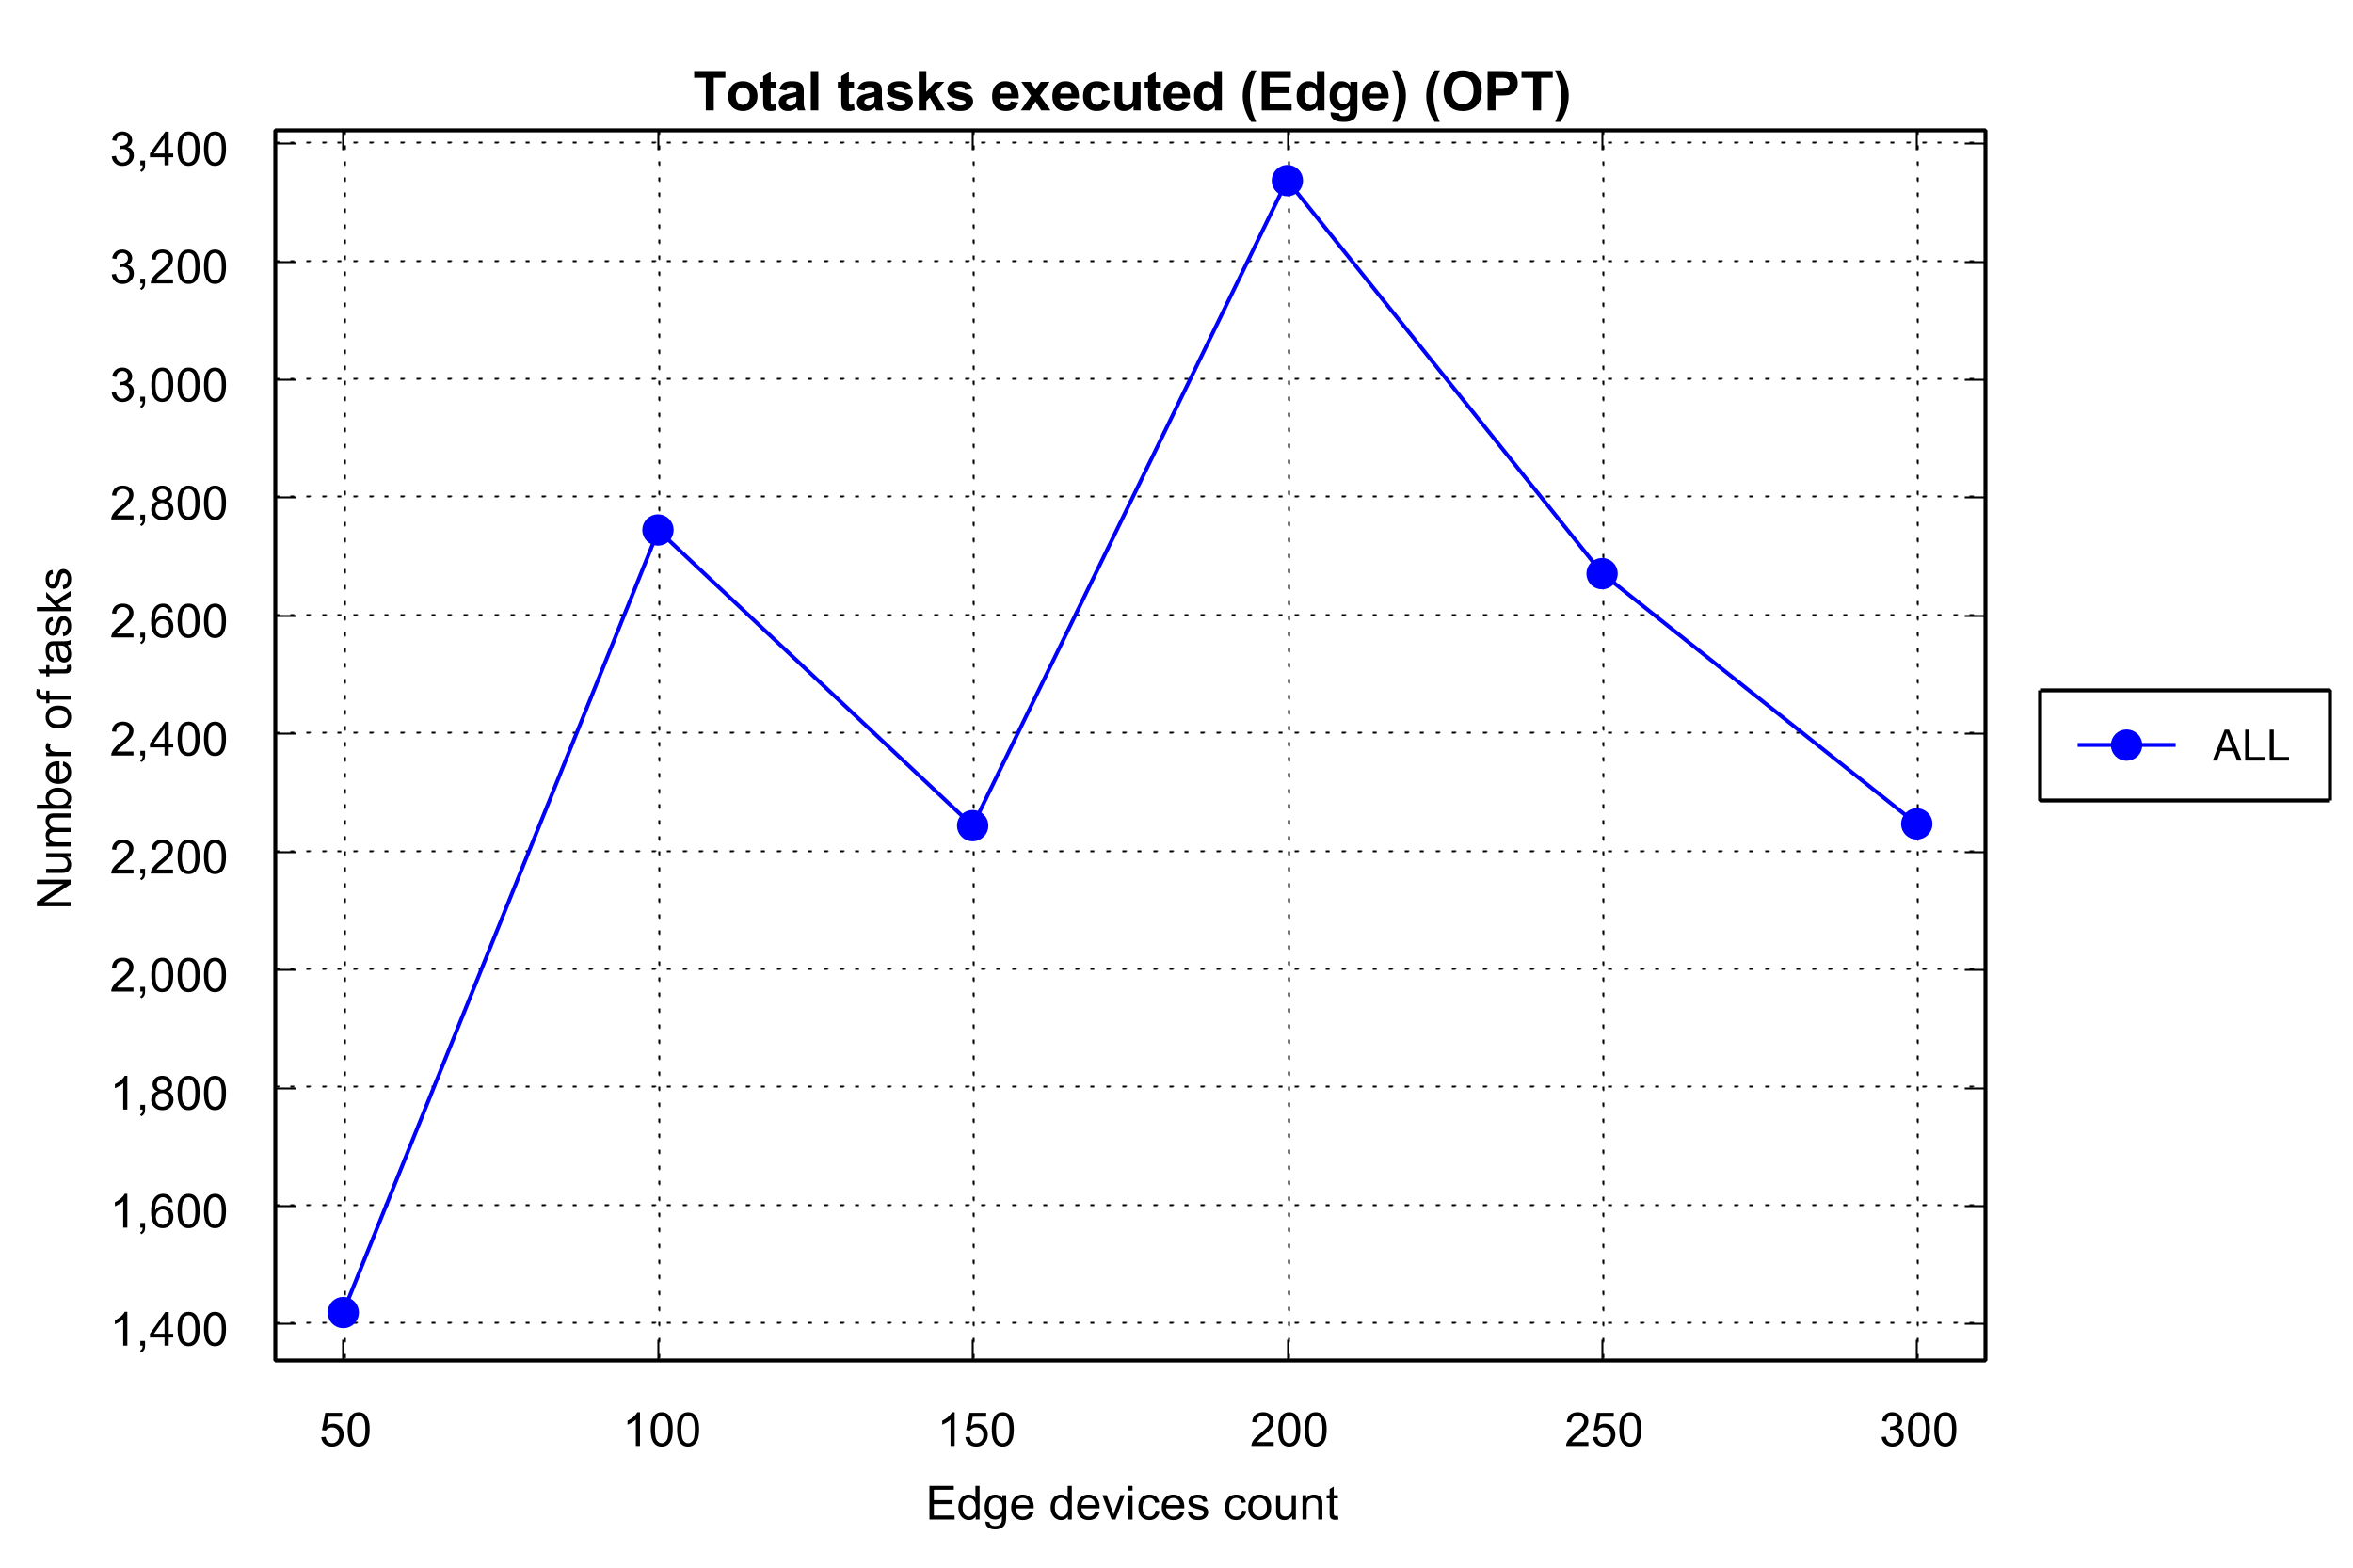 Total tasks executed (Edge) (OPT)
3,400
3,200
3,000
2,800
2,600
2,400
2,200
2,000
1,800
1,600
1,400
Number of tasks
50 100 150 200 250 300
Edge devices count
ALL